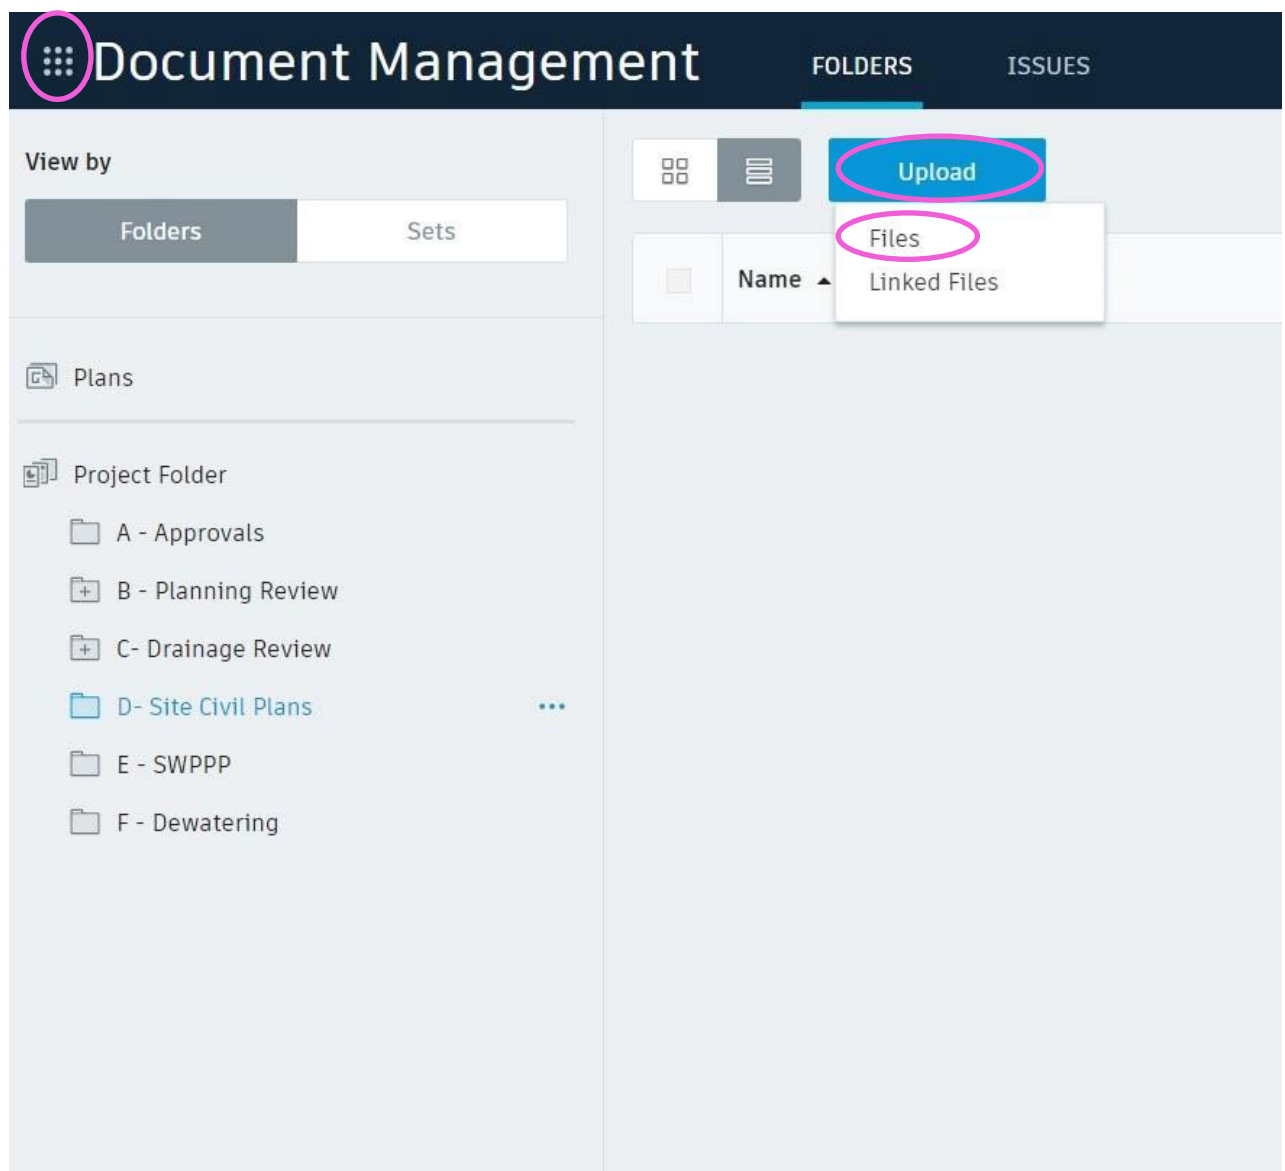 Document Management
FOLDERS
ISSUES
View by
Folders
Sets
Upload
Files
Linked Files
Name
Plans
Project Folder
A - Approvals
B - Planning Review
C- Drainage Review
D- Site Civil Plans
E - SWPPP
F - Dewatering